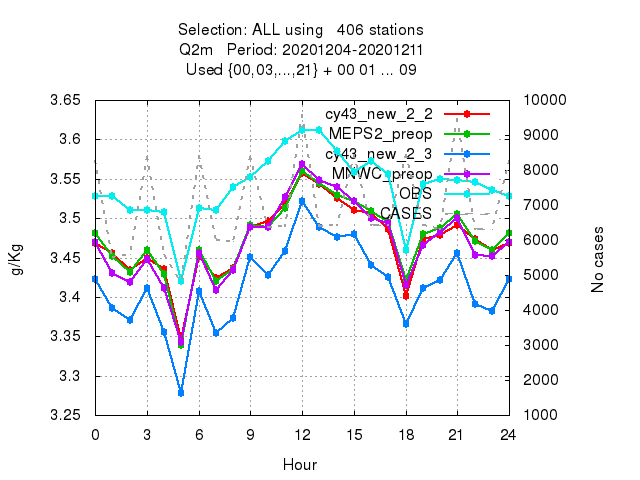 Selection: ALL using   406 stations
Q2m   Period: 20201204-20201211
Used {00,03,...,21} + 00 01 ... 09
cy43_new_2_2
MEPS2_preop
cy43_new_2_3
MNWC_preop
OBS
CASES
3.65
3.6
3.55
3.5
3.45
3.4
3.35
3.3
3.25
g/Kg
10000
9000
8000
7000
6000
5000
4000
3000
2000
1000
No cases
0 3 6 9 12 15 18 21 24
Hour